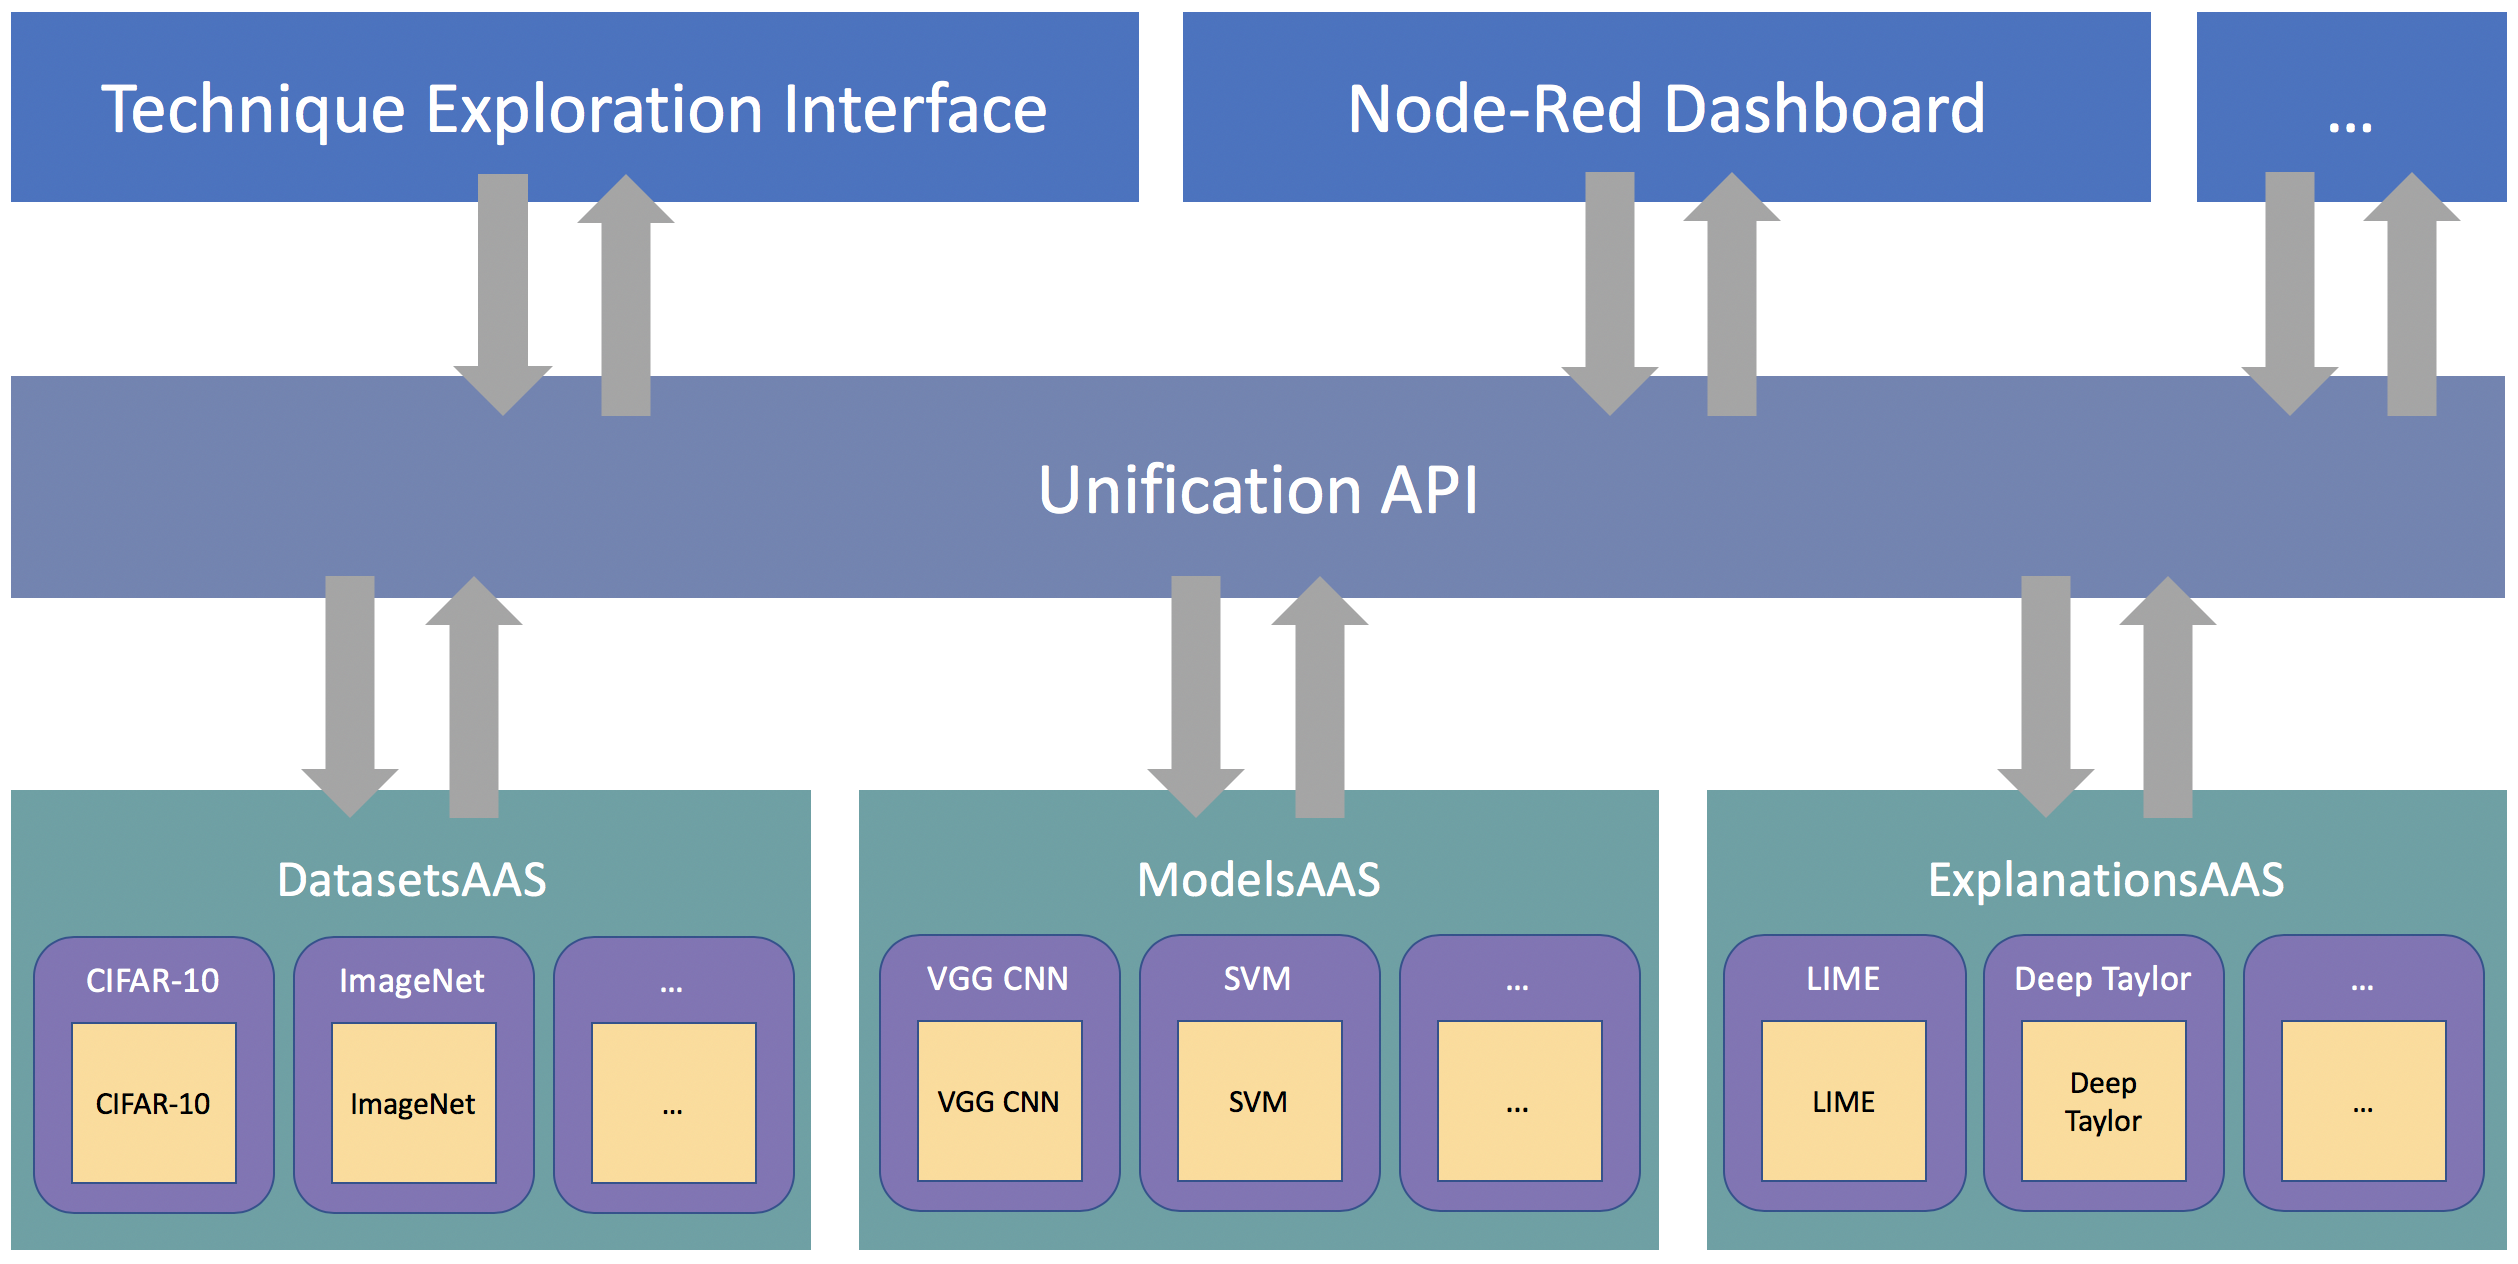 Technique Exploration Interface
Node-Red Dashboard
...
Unification API
DatasetsAAS
CIFAR-10
ImageNet
...
CIFAR-10
ImageNet
...
ModelsAAS
VGG CNN
SVM
...
VGG CNN
SVM
...
ExplanationsAAS
LIME
Deep Taylor
...
LIME
Deep
Taylor
...